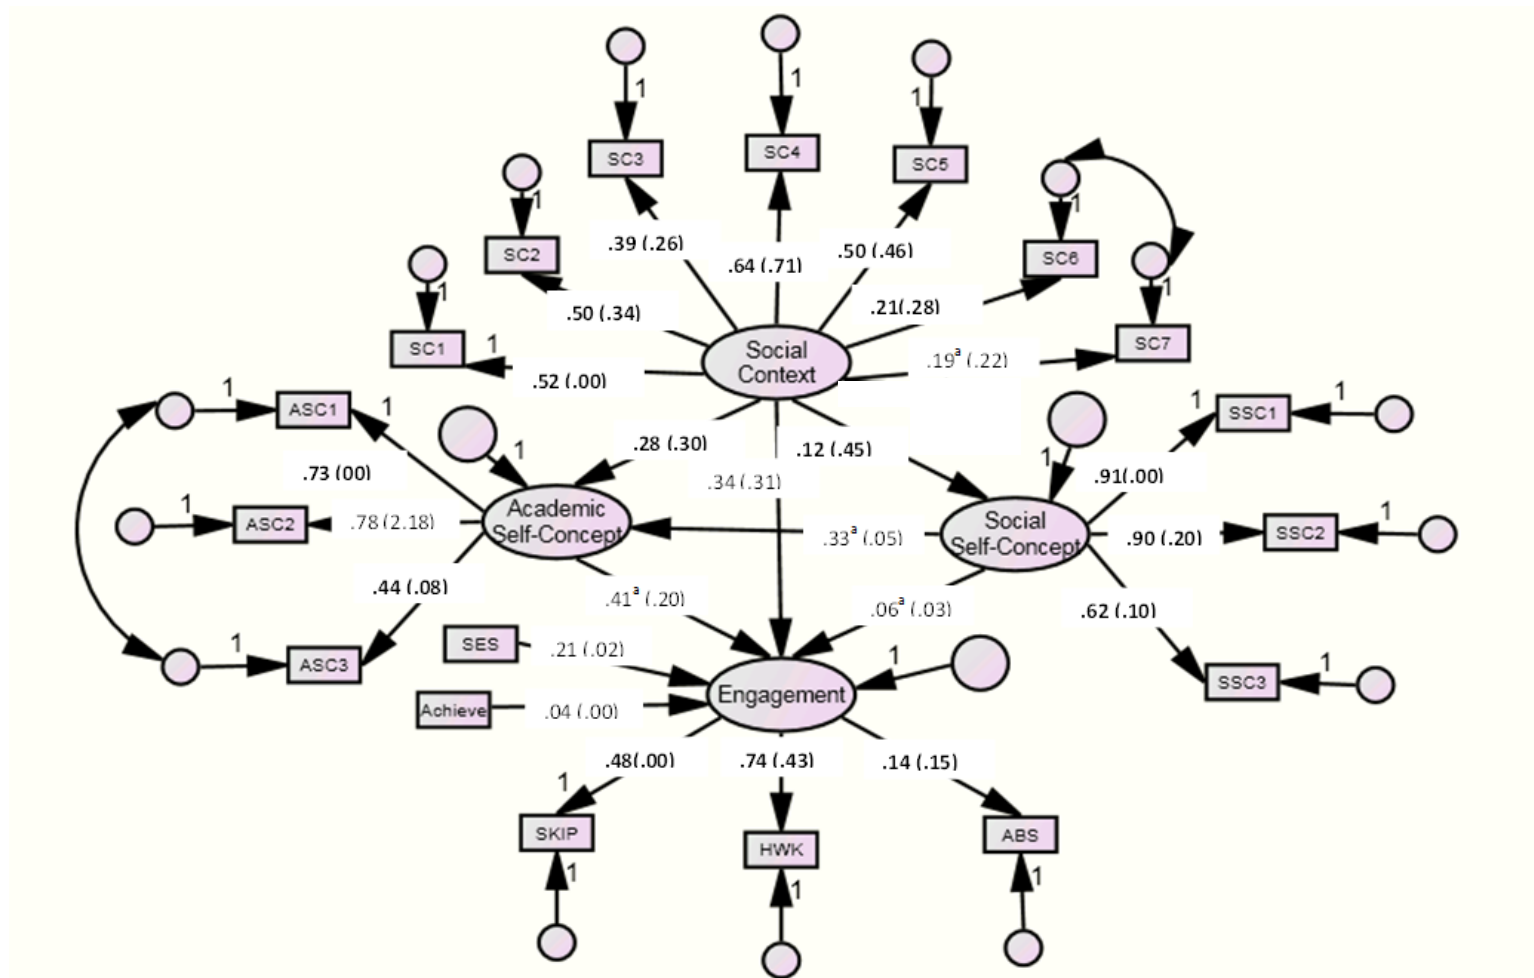 1
1
1
SC3
SC4
SC5
1
1
SC2
SC6
.39 (.26)
.64 (.71)
.50 (.46)
1
1
SC1
.50 (.34)
.21(.28)
SC7
1
Social
Context
.52 (.00)
.19ª (.22)
1
ASC1
1
1
SSC1
1
1
.28 (.30)
.12 (.45)
1
.73 (00)
.34 (.31)
.91(.00)
1
ASC2
.78 (2.18)
Academic
Self-Concept
.33ª (.05)
Social
Self-Concept
.90 (.20)
SSC2
1
.44 (.08)
.41ª (.20)
.06ª (.03)
.62 (.10)
1
ASC3
SES
.21 (.02)
1
SSC3
1
Achieve
.04 (.00)
Engagement
.48(.00)
.74 (.43)
.14 (.15)
1
SKIP
HWK
ABS
1
1
1